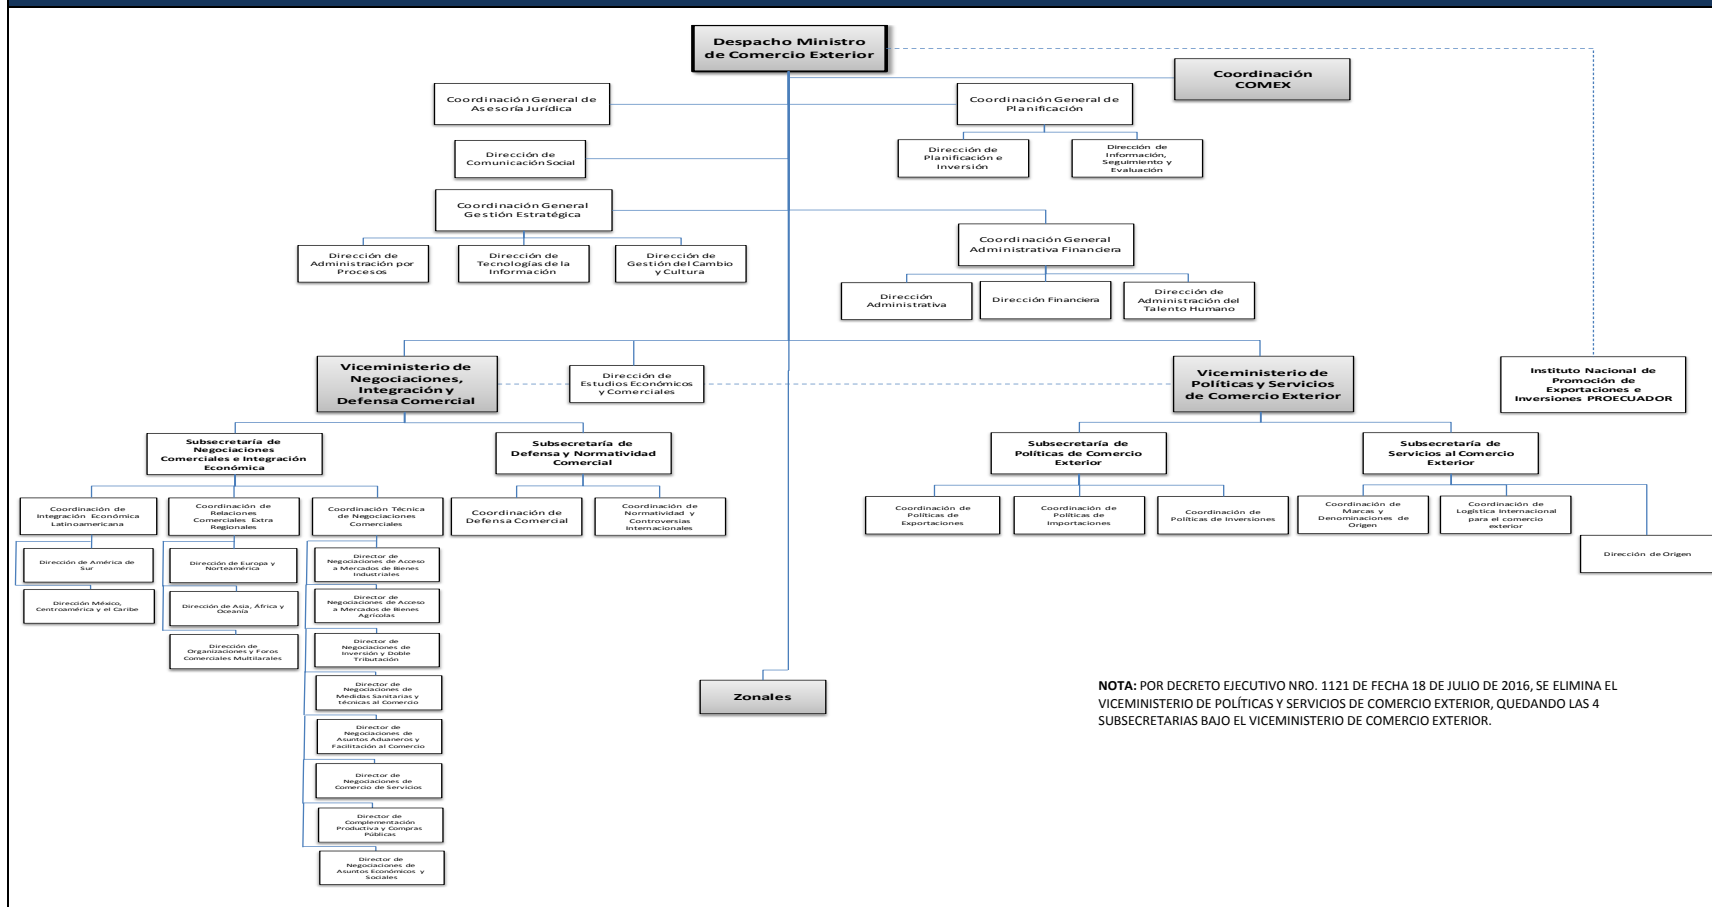 Despacho Ministro
de Comercio Exterior
Coordinación
COMEX
Coordinación General de
Asesoría Jurídica
Coordinación General de
Planificación
Dirección de
Comunicación Social
Dirección de
Planificación e
Inversión
Dirección de
Información,
Seguimiento y
Evaluación
Coordinación General
Gestión Estratégica
Coordinación General
Administrativa Financiera
Dirección de
Administración por
Procesos
Dirección de
Tecnologías de la
Información
Dirección de
Gestión del Cambio
y Cultura
Dirección
Administrativa
Dirección Financiera
Dirección de
Administración del
Talento Humano
Viceministerio de
Negociaciones,
Integración y
Defensa Comercial
Dirección de
Estudios Económicos
y Comerciales
Viceministerio de
Políticas y Servicios
de Comercio Exterior
Instituto Nacional de
Promoción de
Exportaciones e
Inversiones PROECUADOR
Subsecretaría de
Negociaciones
Comerciales e Integración
Económica
Subsecretaría de
Defensa y Normatividad
Comercial
Subsecretaría de
Políticas de Comercio
Exterior
Subsecretaría de
Servicios al Comercio
Exterior
Coordinación de
Integración Económica
Latinoamericana
Coordinación de
Relaciones
Comerciales Extra
Regionales
Coordinación Técnica
de Negociaciones
Comerciales
Coordinación de
Defensa Comercial
Coordinación de
Normatividad y
Controversias
Internacionales
Coordinación de
Políticas de
Exportaciones
Coordinación de
Políticas de
Importaciones
Coordinación de
Políticas de Inversiones
Coordinación de
Marcas y
Denominaciones de
Origen
Coordinación de
Logística Internacional
para el comercio
exterior
Dirección de Origen
Dirección de América de
Sur
Dirección México,
Centroamérica y el Caribe
Dirección de Europa y
Norteamérica
Dirección de Asia, África y
Oceanía
Dirección de
Organizaciones y Foros
Comerciales Multilarales
Director de
Negociaciones de Acceso
a Mercados de Bienes
Industriales
Director de
Negociaciones de Acceso
a Mercados de Bienes
Agrícolas
Director de
Negociaciones de
Inversión y Doble
Tributación
Director de
Negociaciones de
Medidas Sanitarias y
técnicas al Comercio
Director de
Negociaciones de
Asuntos Aduaneros y
Facilitación al Comercio
Director de
Negociaciones de
Comercio de Servicios
Director de
Complementación
Productiva y Compras
Públicas
Director de
Negociaciones de
Asuntos Económicos y
Sociales
Zonales
NOTA: POR DECRETO EJECUTIVO NRO. 1121 DE FECHA 18 DE JULIO DE 2016, SE ELIMINA EL
VICEMINISTERIO DE POLÍTICAS Y SERVICIOS DE COMERCIO EXTERIOR, QUEDANDO LAS 4
SUBSECRETARIAS BAJO EL VICEMINISTERIO DE COMERCIO EXTERIOR.